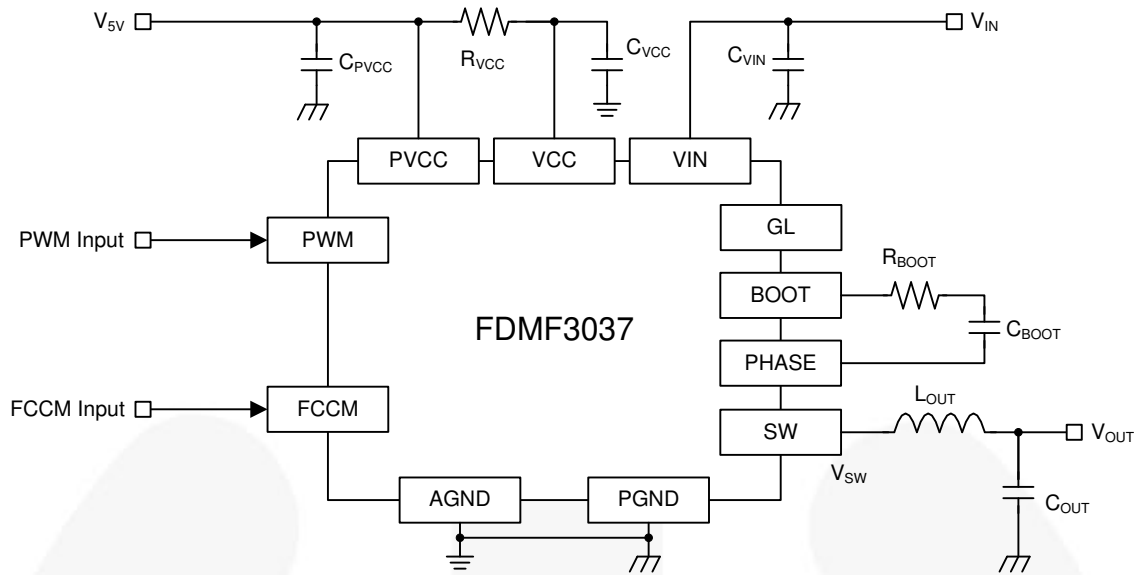 V5V
CPVCC
RVCC
CVCC
CVIN
VIN
PVCC
VCC
VIN
PWM Input
PWM
GL
RBOOT
BOOT
CBOOT
FDMF3037
PHASE
FCCM Input
FCCM
LOUT
SW
VOUT
VSW
AGND
PGND
COUT